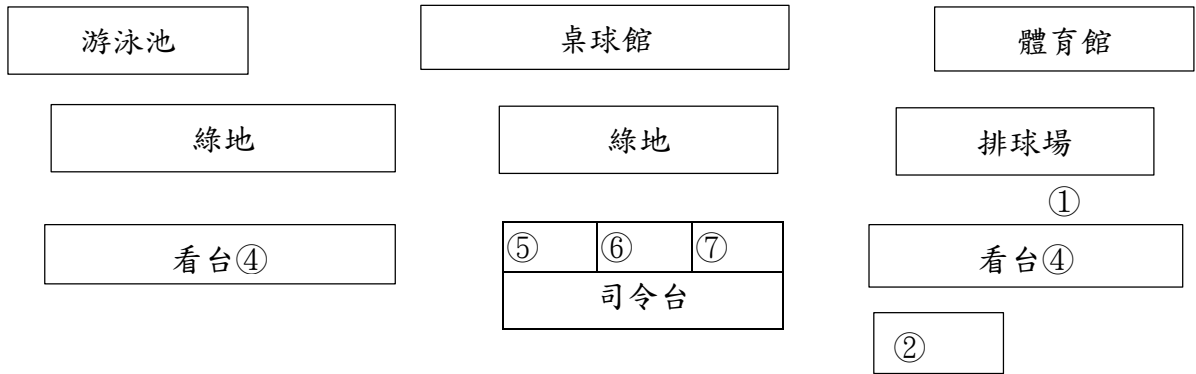 游泳池 桌球館 體育館
綠地 綠地 排球場
①
看台④ ⑤ ⑥ ⑦ 看台④
司令台
②